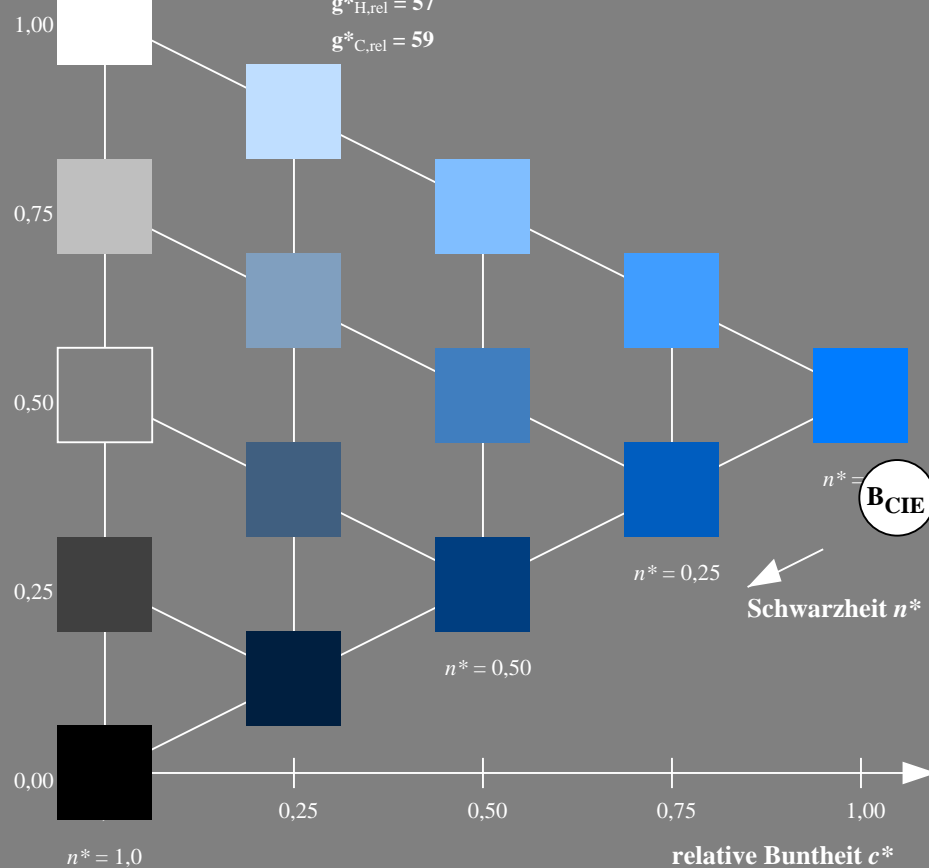 g*H,rel = 57
1,00
g*C,rel = 59
0,75
0,50
n* =
BCIE
n* = 0,25
0,25
Schwarzheit n*
n* = 0,50
0,00
0,25
0,50
0,75
1,00
n* = 1,0
relative Buntheit c*